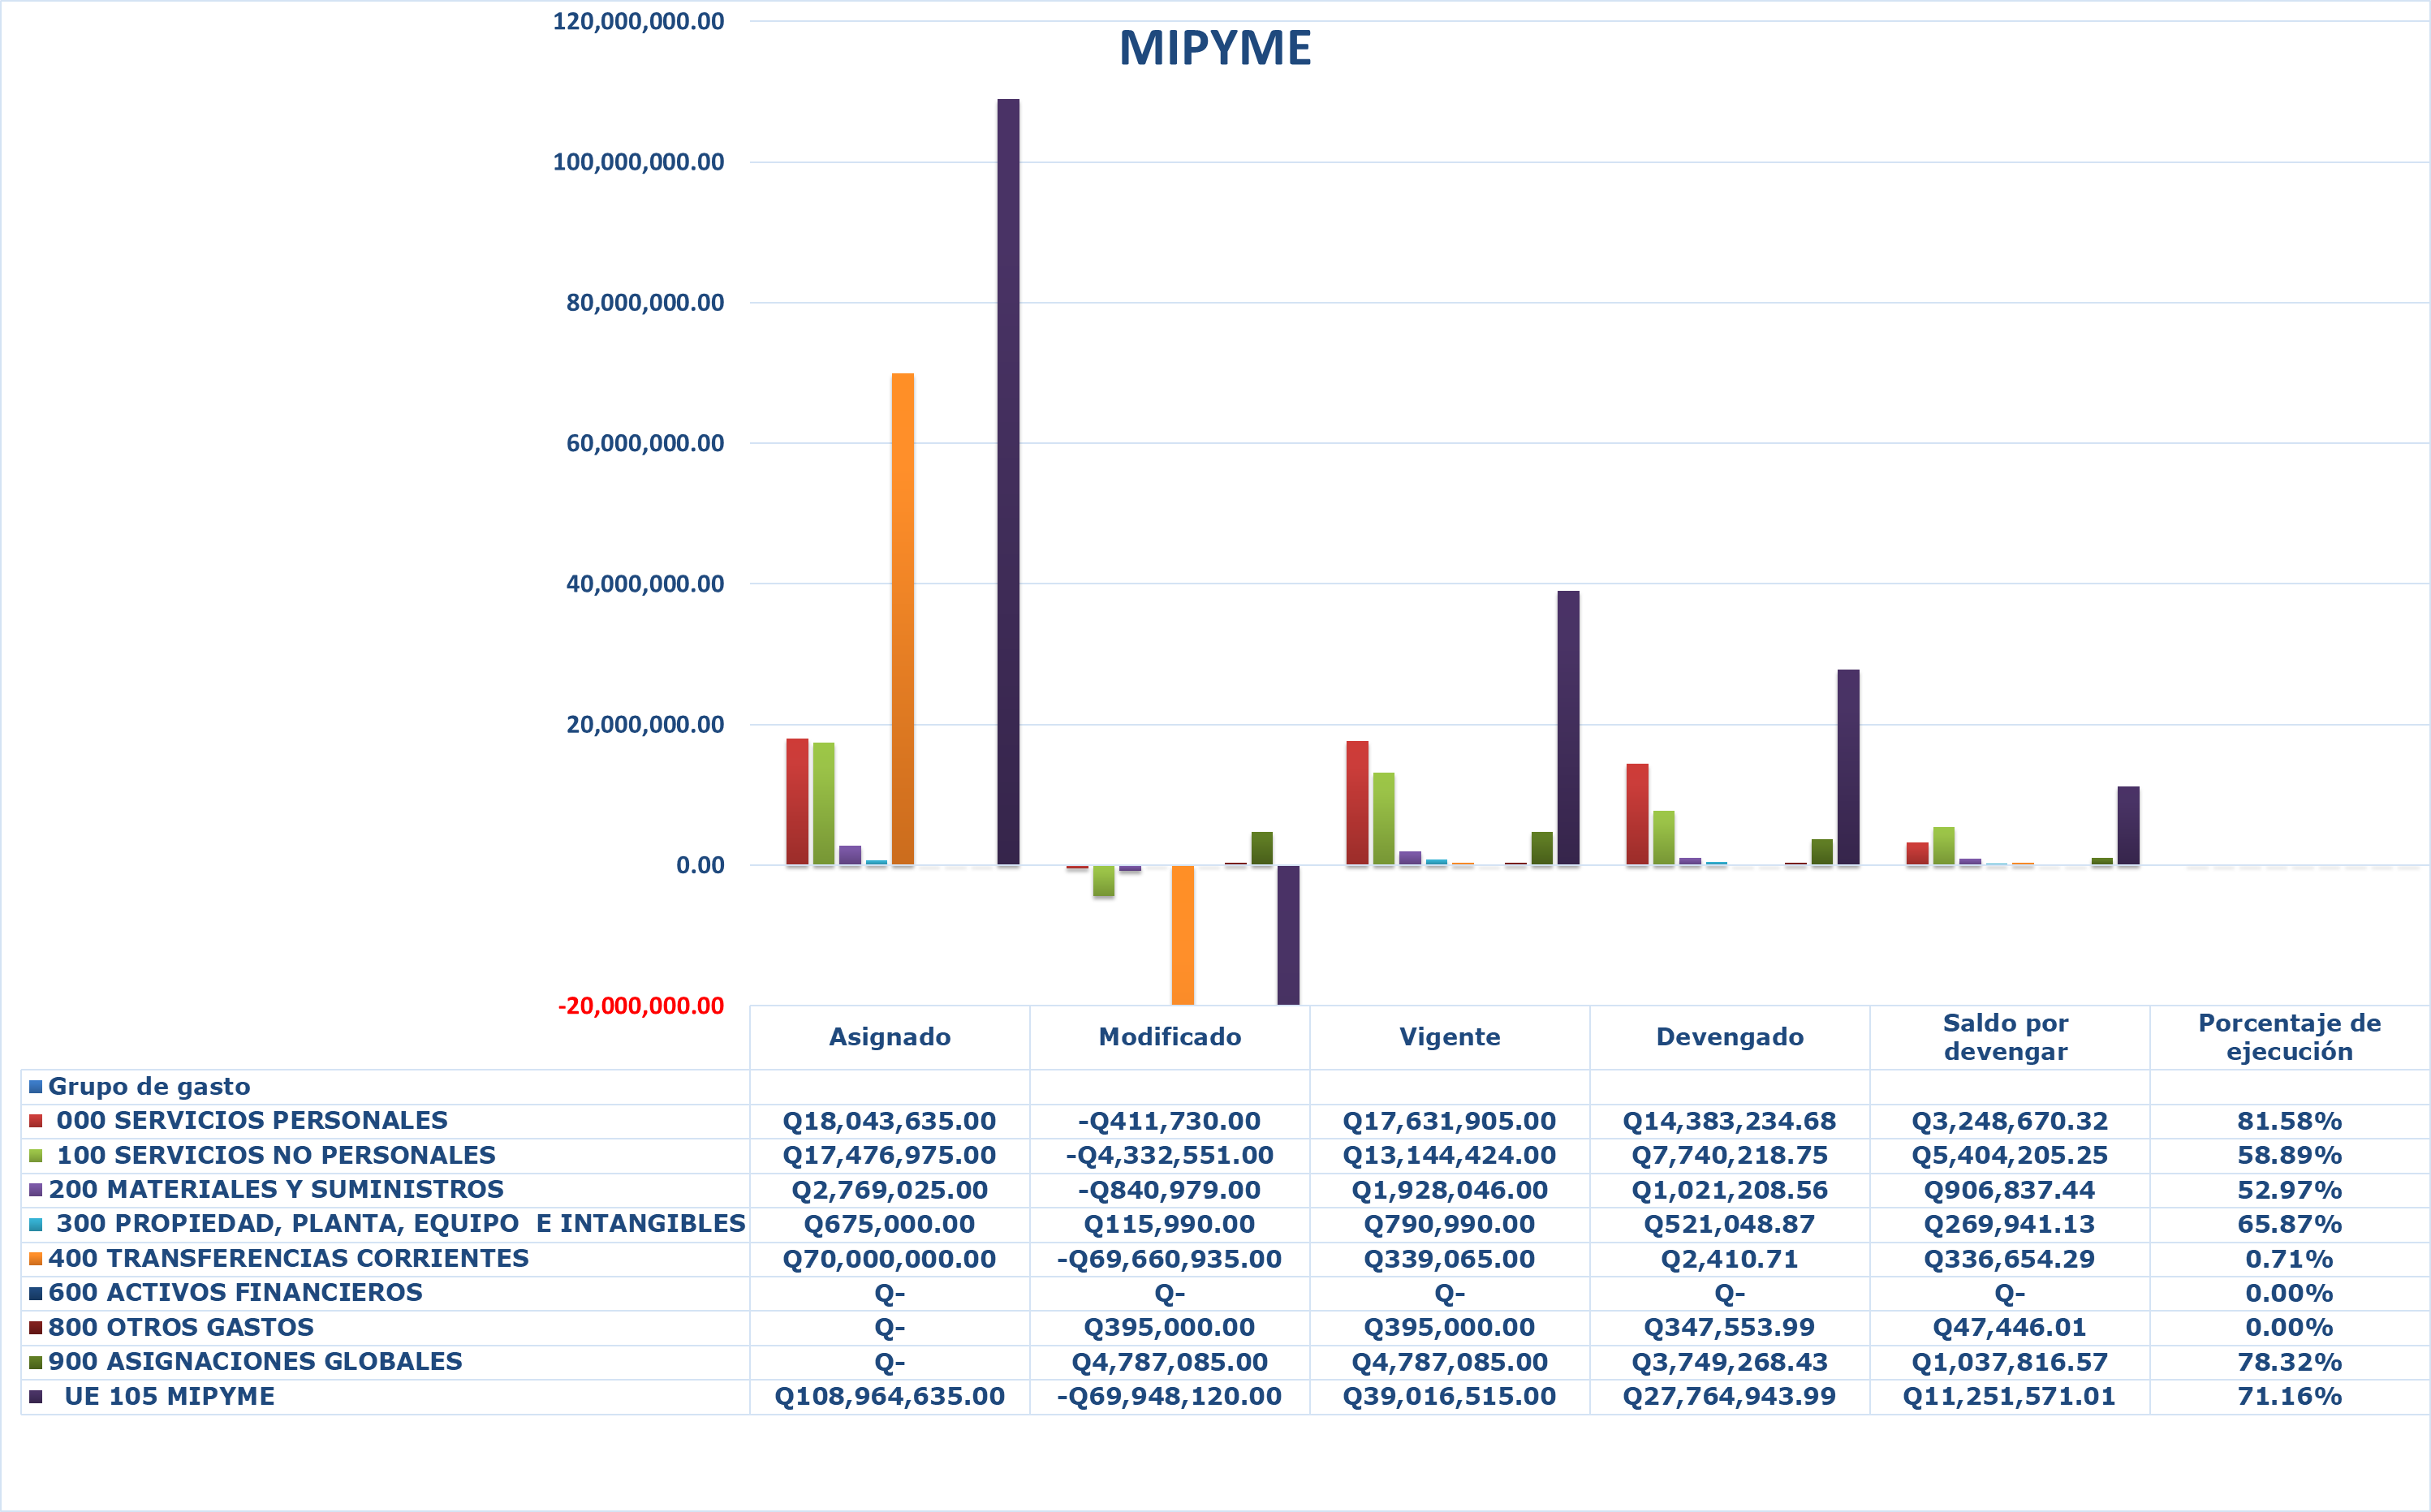 120,000,000.00
MIPYME
100,000,000.00
80,000,000.00
60,000,000.00
40,000,000.00
20,000,000.00
0.00
-20,000,000.00
Asignado Modificado Vigente Devengado Saldo por devengar Porcentaje de ejecución
Grupo de gasto
000 SERVICIOS PERSONALES Q18,043,635.00 -Q411,730.00 Q17,631,905.00 Q14,383,234.68 Q3,248,670.32 81.58%
100 SERVICIOS NO PERSONALES Q17,476,975.00 -Q4,332,551.00 Q13,144,424.00 Q7,740,218.75 Q5,404,205.25 58.89%
200 MATERIALES Y SUMINISTROS Q2,769,025.00 -Q840,979.00 Q1,928,046.00 Q1,021,208.56 Q906,837.44 52.97%
300 PROPIEDAD, PLANTA, EQUIPO E INTANGIBLES Q675,000.00 Q115,990.00 Q790,990.00 Q521,048.87 Q269,941.13 65.87%
400 TRANSFERENCIAS CORRIENTES Q70,000,000.00 -Q69,660,935.00 Q339,065.00 Q2,410.71 Q336,654.29 0.71%
600 ACTIVOS FINANCIEROS Q- Q- Q- Q- Q- 0.00%
800 OTROS GASTOS Q- Q395,000.00 Q395,000.00 Q347,553.99 Q47,446.01 0.00%
900 ASIGNACIONES GLOBALES Q- Q4,787,085.00 Q4,787,085.00 Q3,749,268.43 Q1,037,816.57 78.32%
UE 105 MIPYME Q108,964,635.00 -Q69,948,120.00 Q39,016,515.00 Q27,764,943.99 Q11,251,571.01 71.16%